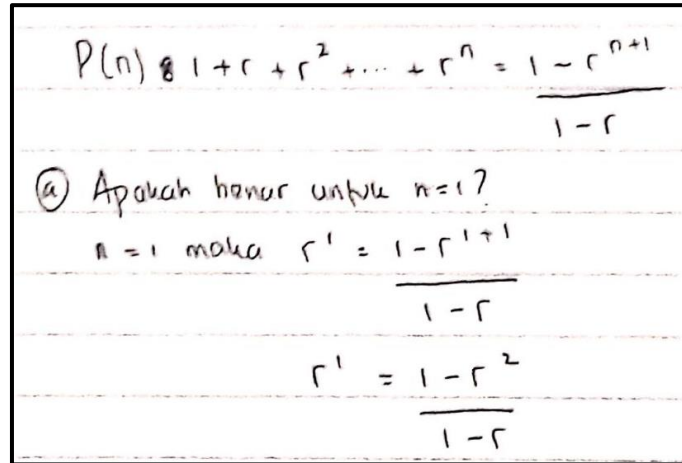 P(n) : 1 + r + r² + ... + rⁿ = 1 - rⁿ⁺¹
1 - r
(a) Apakah benar untuk n=1?
n = 1 maka r¹ = 1 - r¹⁺¹
1 - r
r¹ = 1 - r²
1 - r